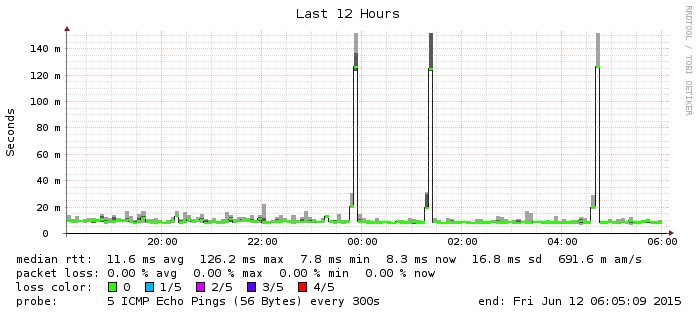 Last 12 Hours
RRDTOOL / TOBI OETIKER
Seconds
140 m
120 m
100 m
80 m
60 m
40 m
20 m
0
20:00 22:00 00:00 02:00 04:00 06:00
median rtt: 11.6 ms avg 126.2 ms max 7.8 ms min 8.3 ms now 16.8 ms sd 691.6 m am/s
packet loss: 0.00 % avg 0.00 % max 0.00 % min 0.00 % now
loss color: 0 1/5 2/5 3/5 4/5
probe: 5 ICMP Echo Pings (56 Bytes) every 300s end: Fri Jun 12 06:05:09 2015